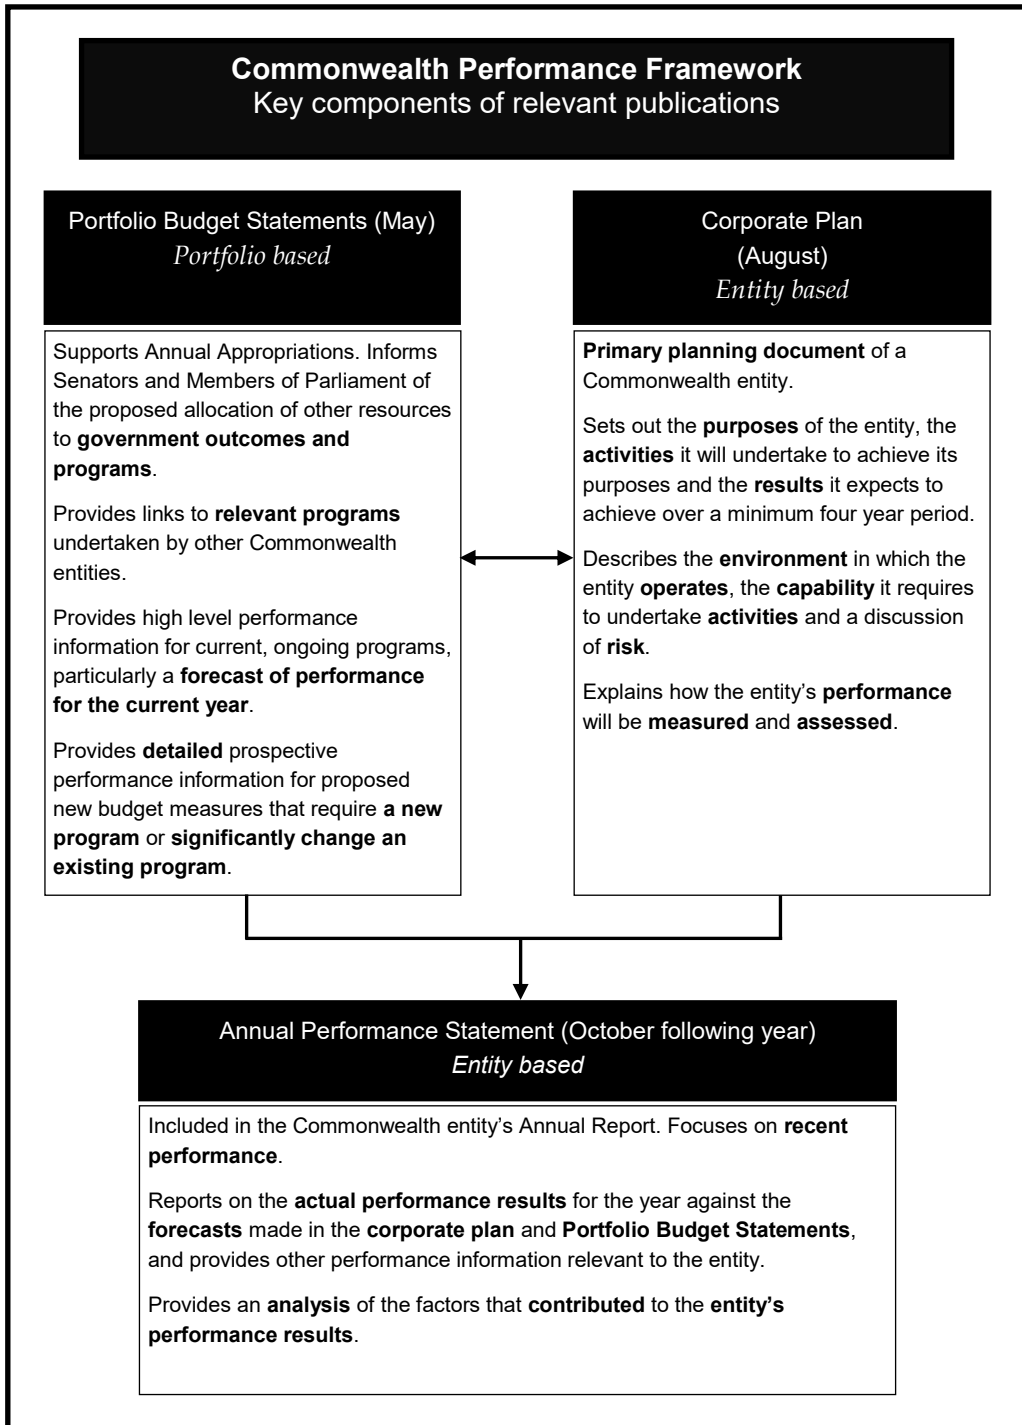 Commonwealth Performance Framework
Key components of relevant publications
Portfolio Budget Statements (May)
Portfolio based
Supports Annual Appropriations. Informs
Senators and Members of Parliament of
the proposed allocation of other resources
to government outcomes and
programs.
Provides links to relevant programs
undertaken by other Commonwealth
entities.
Provides high level performance
information for current, ongoing programs,
particularly a forecast of performance
for the current year.
Provides detailed prospective
performance information for proposed
new budget measures that require a new
program or significantly change an
existing program.
Corporate Plan
(August)
Entity based
Primary planning document of a
Commonwealth entity.
Sets out the purposes of the entity, the
activities it will undertake to achieve its
purposes and the results it expects to
achieve over a minimum four year period.
Describes the environment in which the
entity operates, the capability it requires
to undertake activities and a discussion
of risk.
Explains how the entity’s performance
will be measured and assessed.
Annual Performance Statement (October following year)
Entity based
Included in the Commonwealth entity’s Annual Report. Focuses on recent
performance.
Reports on the actual performance results for the year against the
forecasts made in the corporate plan and Portfolio Budget Statements,
and provides other performance information relevant to the entity.
Provides an analysis of the factors that contributed to the entity’s
performance results.